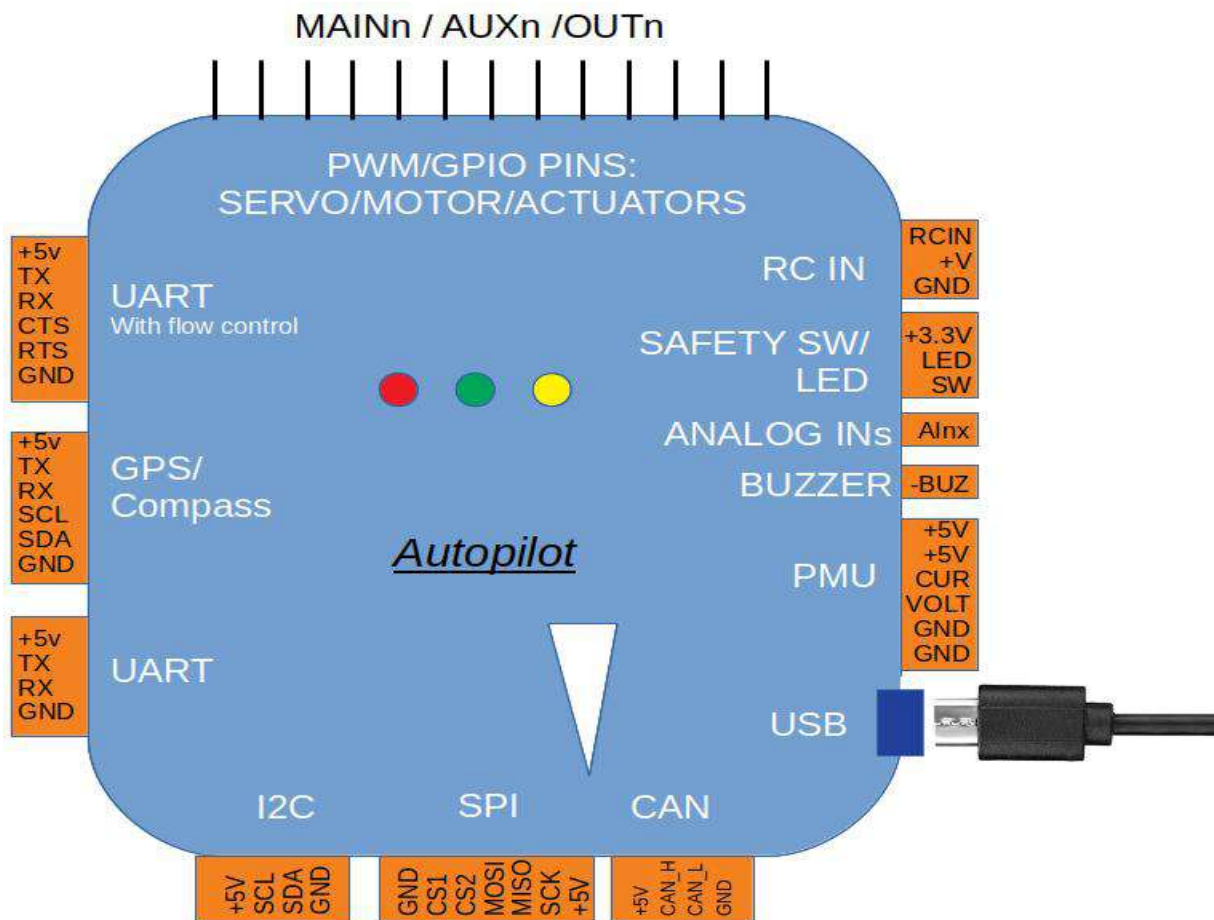 MAINn / AUXn /OUTn
PWM/GPIO PINS:
SERVO/MOTOR/ACTUATORS
+5v
TX
RX
CTS
RTS
GND
UART
With flow control
+5v
TX
RX
SCL
SDA
GND
GPS/
Compass
+5v
TX
RX
GND
UART
Autopilot
RC IN
RCIN
+V
GND
SAFETY SW/
LED
+3.3V
LED
SW
ANALOG INs
AInx
BUZZER
-BUZ
PMU
+5V
+5V
CUR
VOLT
GND
GND
USB
I2C
+5V
SCL
SDA
GND
SPI
GND
CS1
CS2
MOSI
MISO
SCK
+5V
CAN
+5V
CAN_H
CAN_L
GND